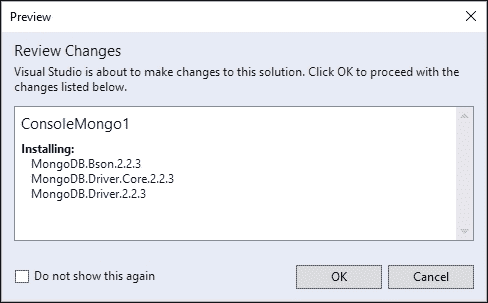 Preview
Review Changes
Visual Studio is about to make changes to this solution. Click OK to proceed with the
changes listed below.
ConsoleMongo1
Installing:
MongoDB.Bson.2.2.3
MongoDB.Driver.Core.2.2.3
MongoDB.Driver.2.2.3
Do not show this again
OK
Cancel